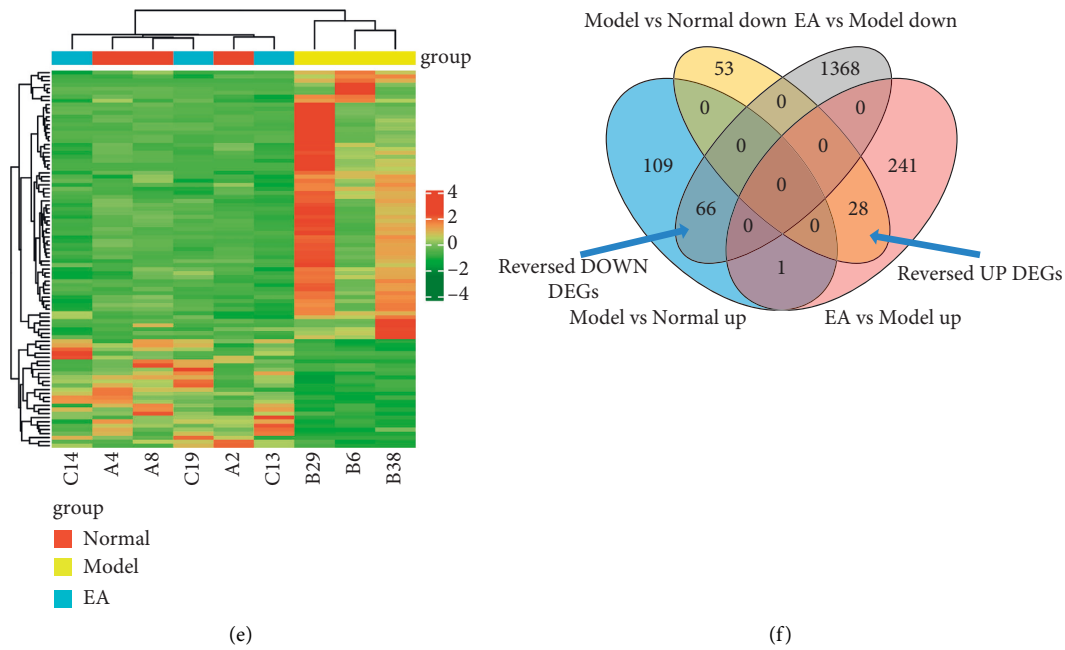 group
4
2
0
−2
−4
C14
A4
A8
C19
A2
C13
B29
B6
B38
group
Normal
Model
EA
(e)
Model vs Normal down EA vs Model down
53
1368
0
0
0
0
0
109
241
0
66
28
0
0
1
Reversed DOWN
DEGs
Reversed UP DEGs
Model vs Normal up
EA vs Model up
(f)